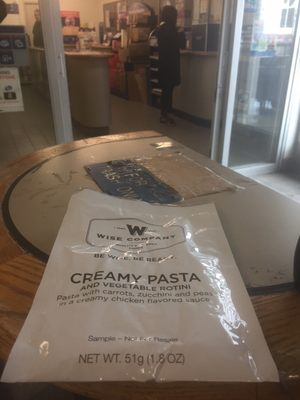 W
WISE COMPANY
BE WISE. BE READY.
CREAMY PASTA
AND VEGETABLE ROTINI
Pasta with carrots, zucchini and peas
in a creamy chicken flavored sauce
Sample – Not For Resale
NET WT. 51g (1.8 OZ)